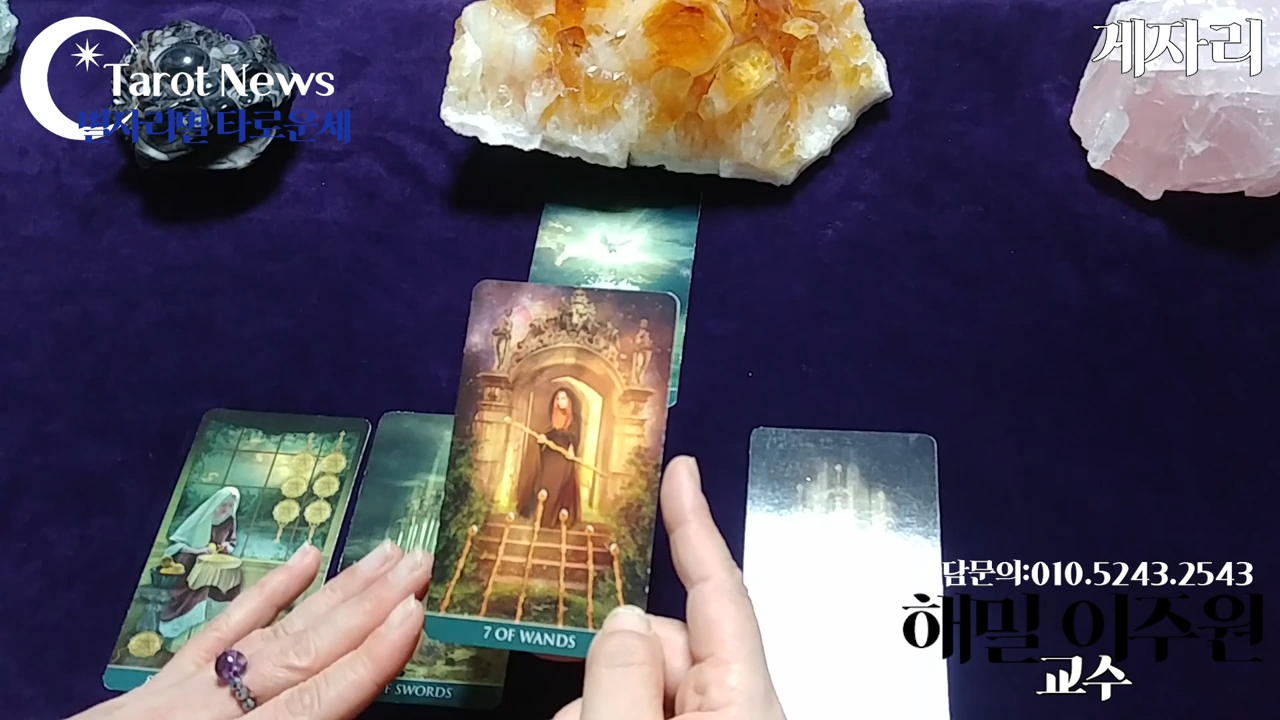 Tarot News
별자리별 타로운세
게자리
7 OF WANDS
OF SWORDS
담문의:010.5243.2543
해밀 이주원
교수